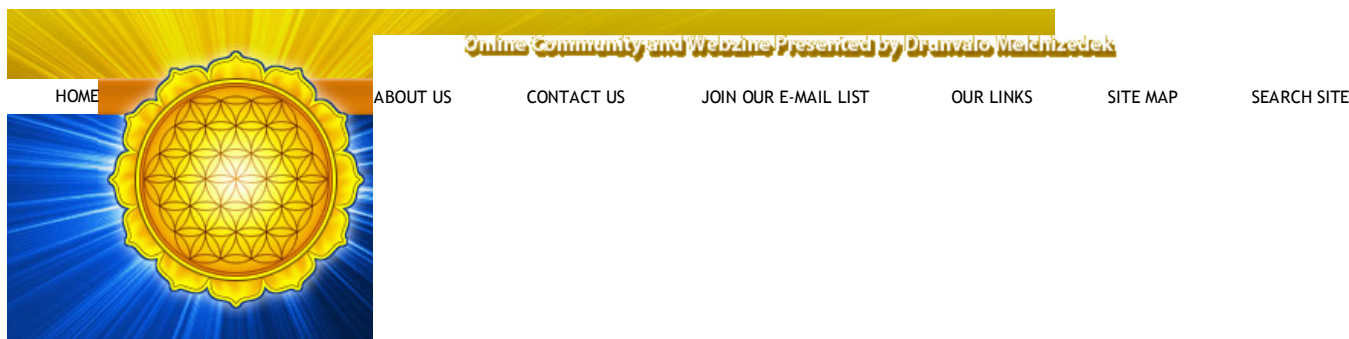 Online Community and Webzine Presented by Drunvalo Melchizedek
HOME ABOUT US CONTACT US JOIN OUR E-MAIL LIST OUR LINKS SITE MAP SEARCH SITE